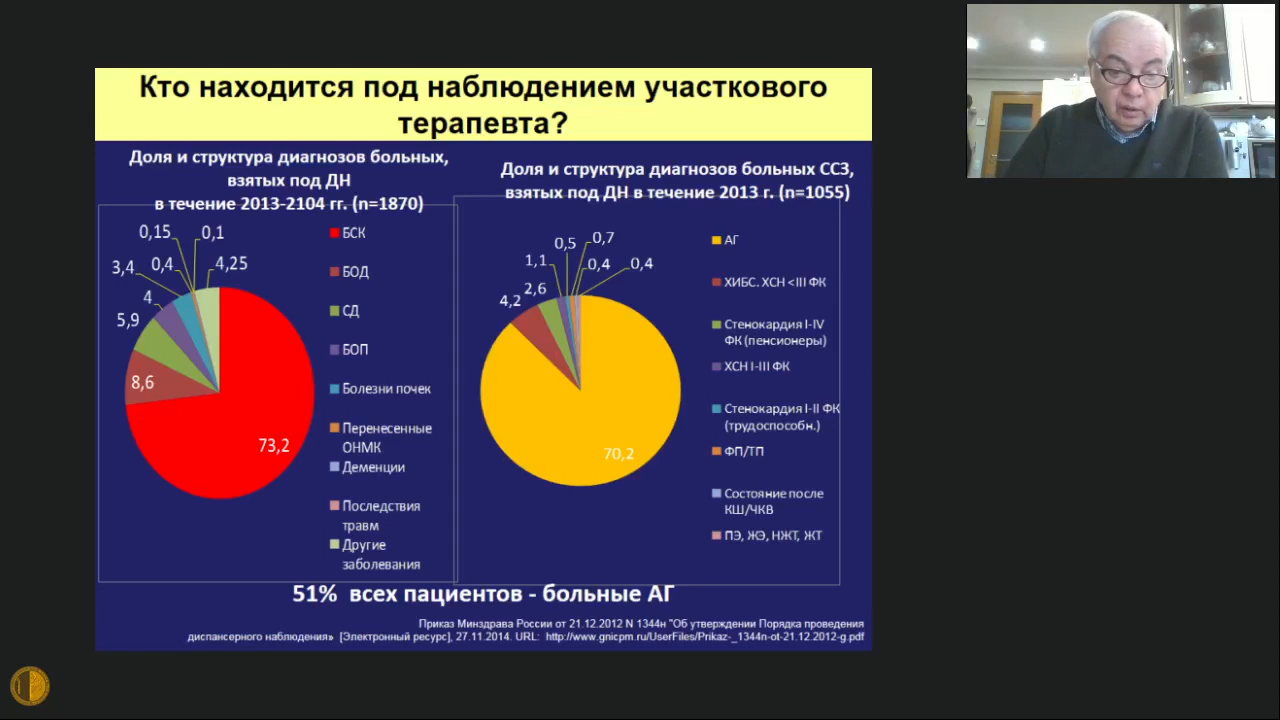 Кто находится под наблюдением участкового
терапевта?
Доля и структура диагнозов больных,
взятых под ДН
в течение 2013-2104 гг. (n=1870)
0,15
0,1
3,4
0,4
4,25
4
5,9
8,6
73,2
БСК
БОД
СД
БОП
Болезни почек
Перенесенные
ОНМК
Деменции
Последствия
травм
Другие
заболевания
Доля и структура диагнозов больных ССЗ,
взятых под ДН в течение 2013 г. (n=1055)
0,5
0,7
1,1
0,4
0,4
2,6
4,2
70,2
АГ
ХИБС. ХСН <III ФК
Стенокардия I-IV
ФК (пенсионеры)
ХСН I-III ФК
Стенокардия I-II ФК
(трудоспособн.)
ФП/ТП
Состояние после
КШ/ЧКВ
ПЭ, ЖЭ, НЖТ, ЖТ
51% всех пациентов - больные АГ
Приказ Минздрава России от 21.12.2012 N 1344н "Об утверждении Порядка проведения
диспансерного наблюдения» [Электронный ресурс], 27.11.2014. URL: http://www.gnicpm.ru/UserFiles/Prikaz-_1344n-ot-21.12.2012-g.pdf